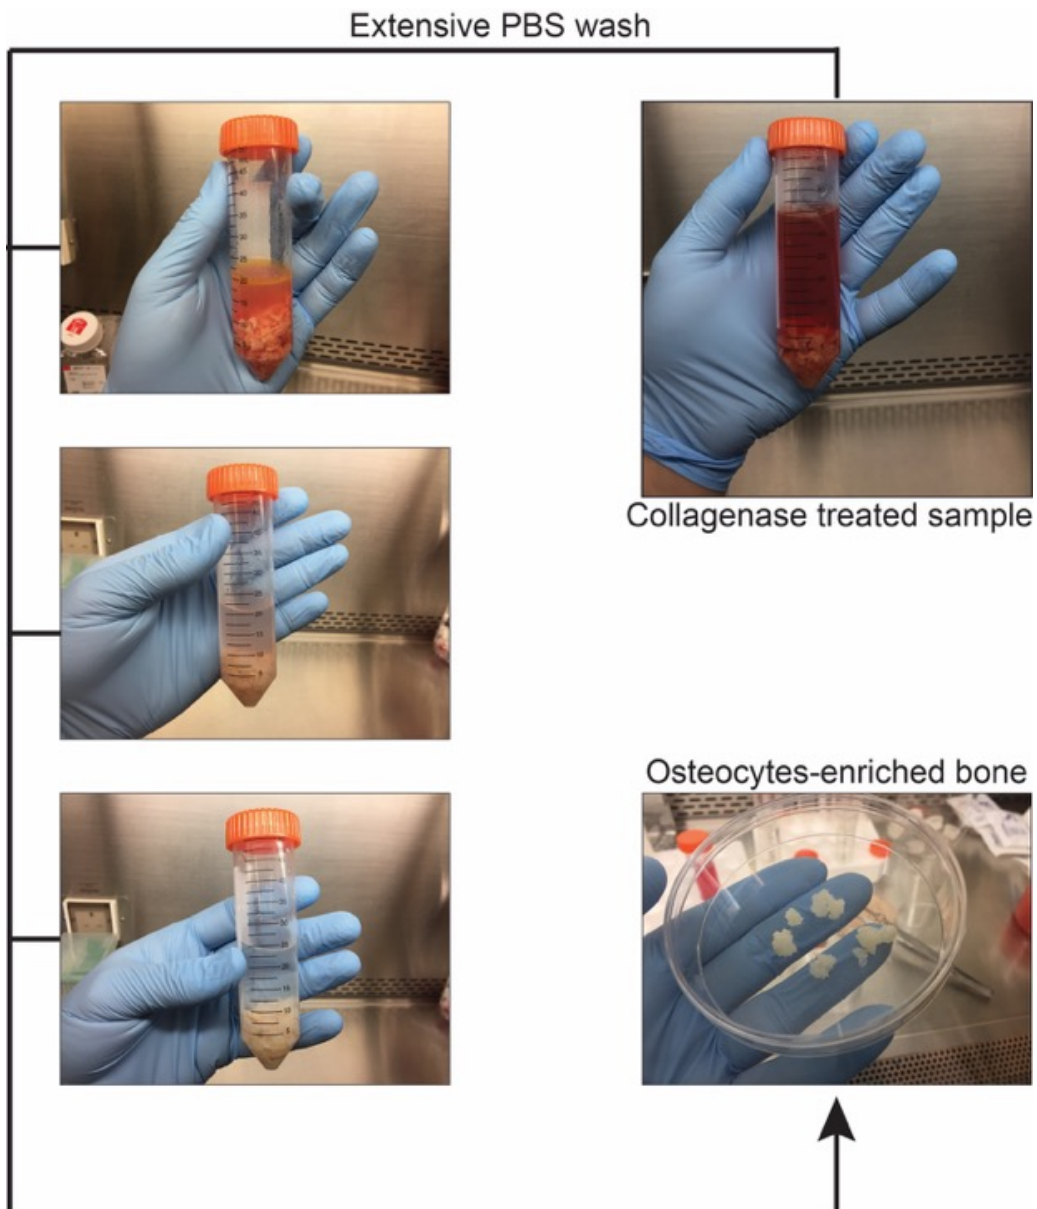 Extensive PBS wash
Collagenase treated sample
Osteocytes-enriched bone